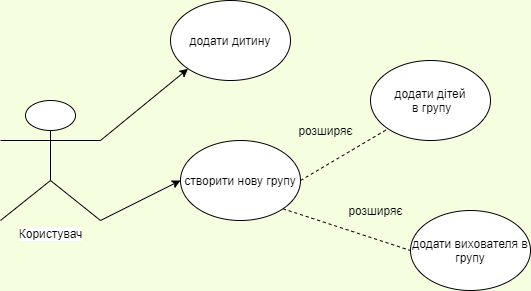 додати дитину
додати дітей
в групу
розширяє
створити нову групу
розширяє
Користувач
додати вихователя в
групу